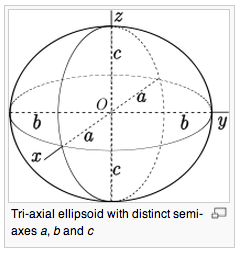 z
c
O
a
b
b
y
a
x
c
Tri-axial ellipsoid with distinct semi-
axes a, b and c